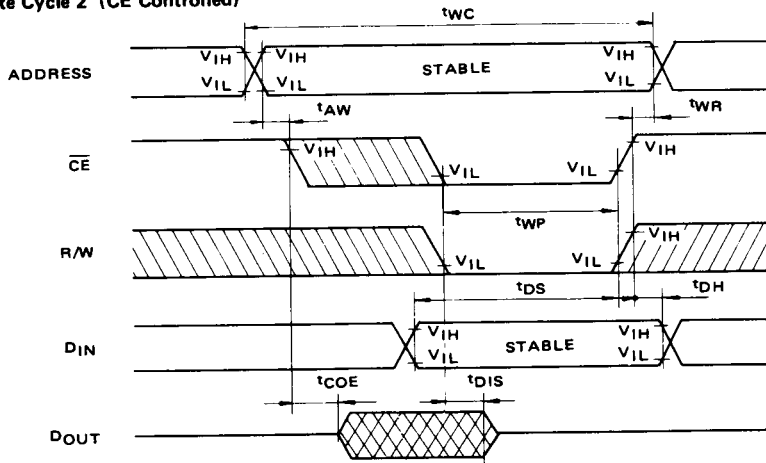 te Cycle 2 (CE Controlled)
tWC
ADDRESS
VIH
VIL
VIH
VIL
STABLE
VIH
VIL
tAW
tWR
CE
VIH
VIL
VIL
VIH
tWP
R/W
VIL
VIL
VIH
tDS
tDH
DIN
VIH
VIL
STABLE
VIH
VIL
tCOE
tDIS
DOUT